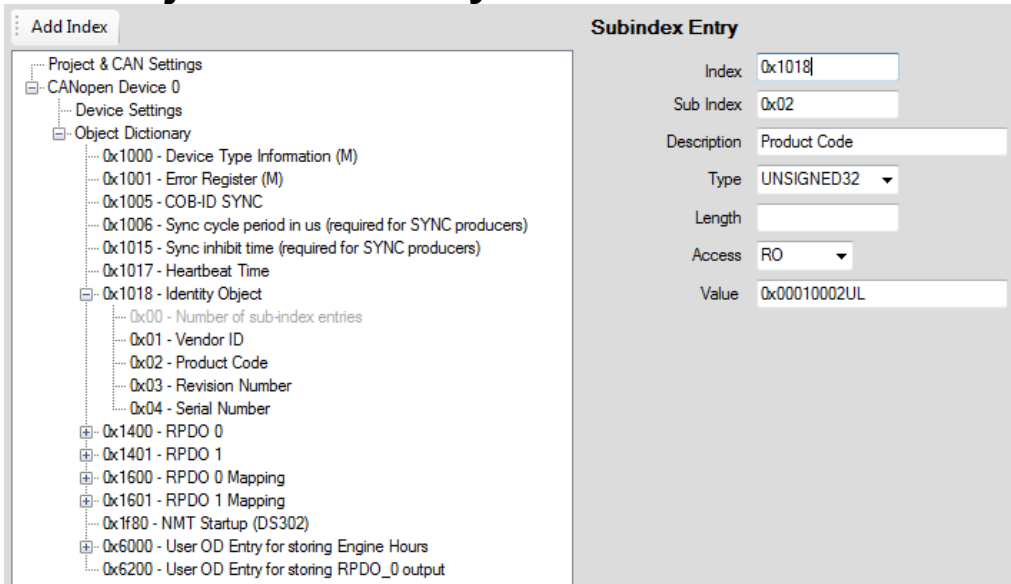 Add Index
Project & CAN Settings
CANopen Device 0
Device Settings
Object Dictionary
0x1000 - Device Type Information (M)
0x1001 - Error Register (M)
0x1005 - COB-ID SYNC
0x1006 - Sync cycle period in us (required for SYNC producers)
0x1015 - Sync inhibit time (required for SYNC producers)
0x1017 - Heartbeat Time
0x1018 - Identity Object
0x00 - Number of sub-index entries
0x01 - Vendor ID
0x02 - Product Code
0x03 - Revision Number
0x04 - Serial Number
0x1400 - RPDO 0
0x1401 - RPDO 1
0x1600 - RPDO 0 Mapping
0x1601 - RPDO 1 Mapping
0x1f80 - NMT Startup (DS302)
0x6000 - User OD Entry for storing Engine Hours
0x6200 - User OD Entry for storing RPDO_0 output
Subindex Entry
Index 0x1018
Sub Index 0x02
Description Product Code
Type UNSIGNED32
Length
Access RO
Value 0x00010002UL